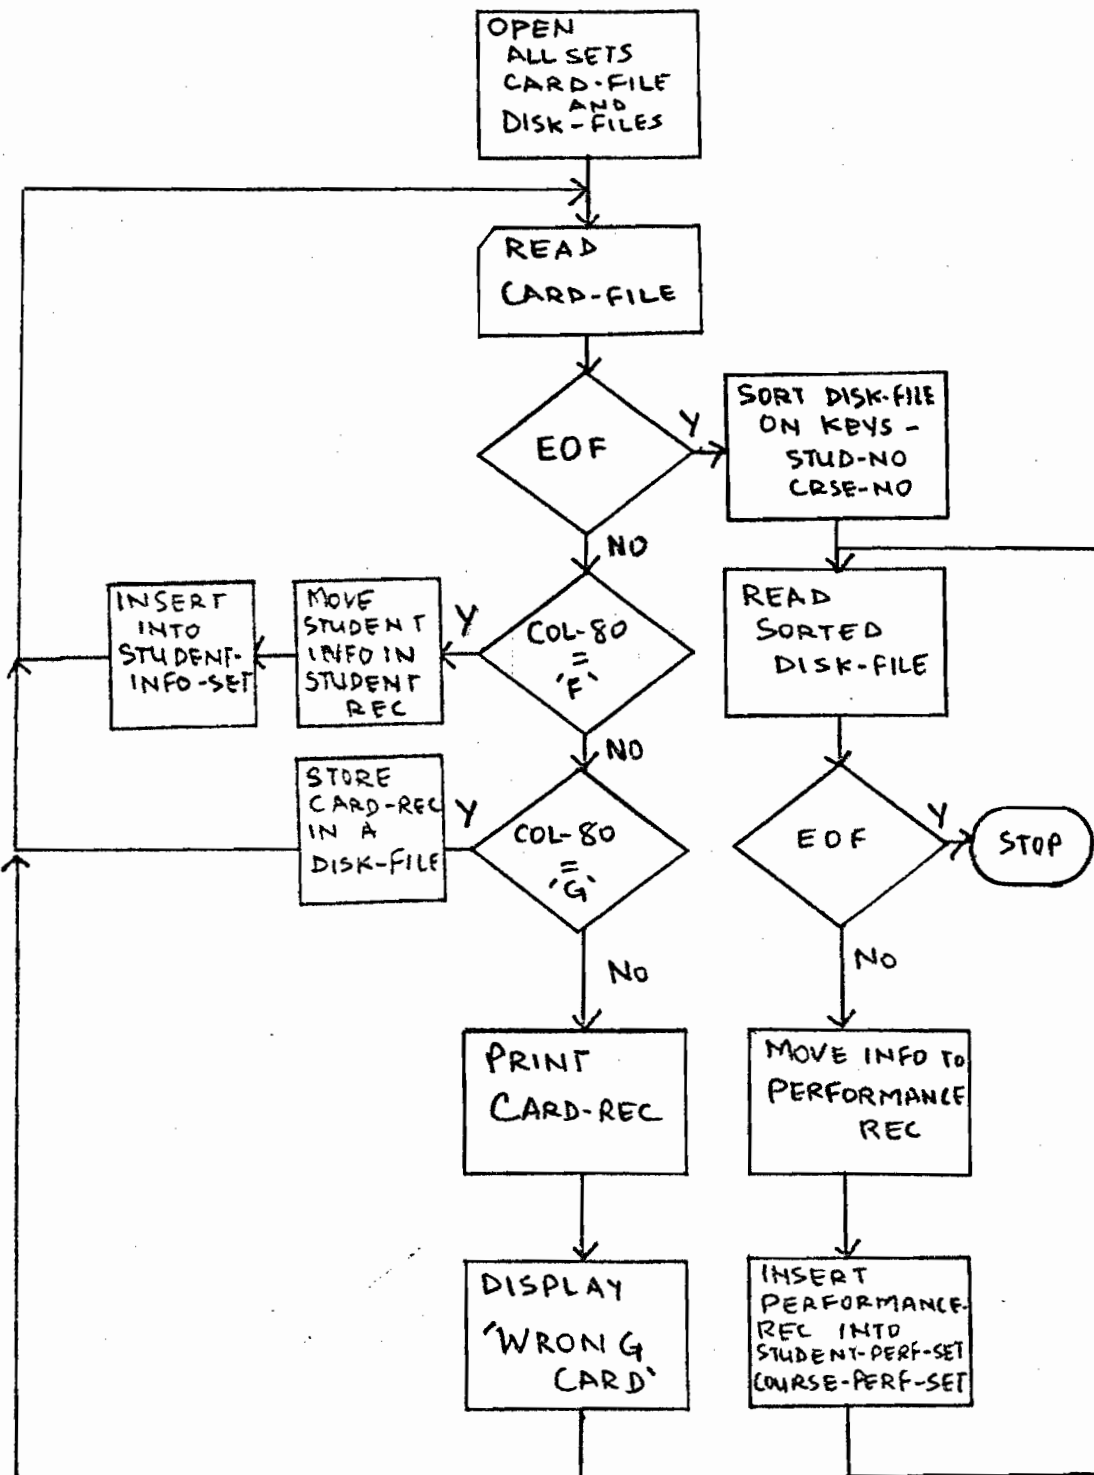 OPEN
ALL SETS
CARD-FILE
AND
DISK-FILES
READ
CARD-FILE
EOF
Y
SORT DISK-FILE
ON KEYS -
STUD-NO
CRSE-NO
NO
INSERT
INTO
STUDENT-
INFO-SET
MOVE
STUDENT
INFO IN
STUDENT
REC
Y
COL-80
=
'F'
READ
SORTED
DISK-FILE
NO
STORE
CARD-REC
IN A
DISK-FILE
Y
COL-80
=
'G'
EOF
Y
STOP
NO
NO
PRINT
CARD-REC
MOVE INFO TO
PERFORMANCE
REC
DISPLAY
'WRONG
CARD'
INSERT
PERFORMANCE-
REC INTO
STUDENT-PERF-SET
COURSE-PERF-SET